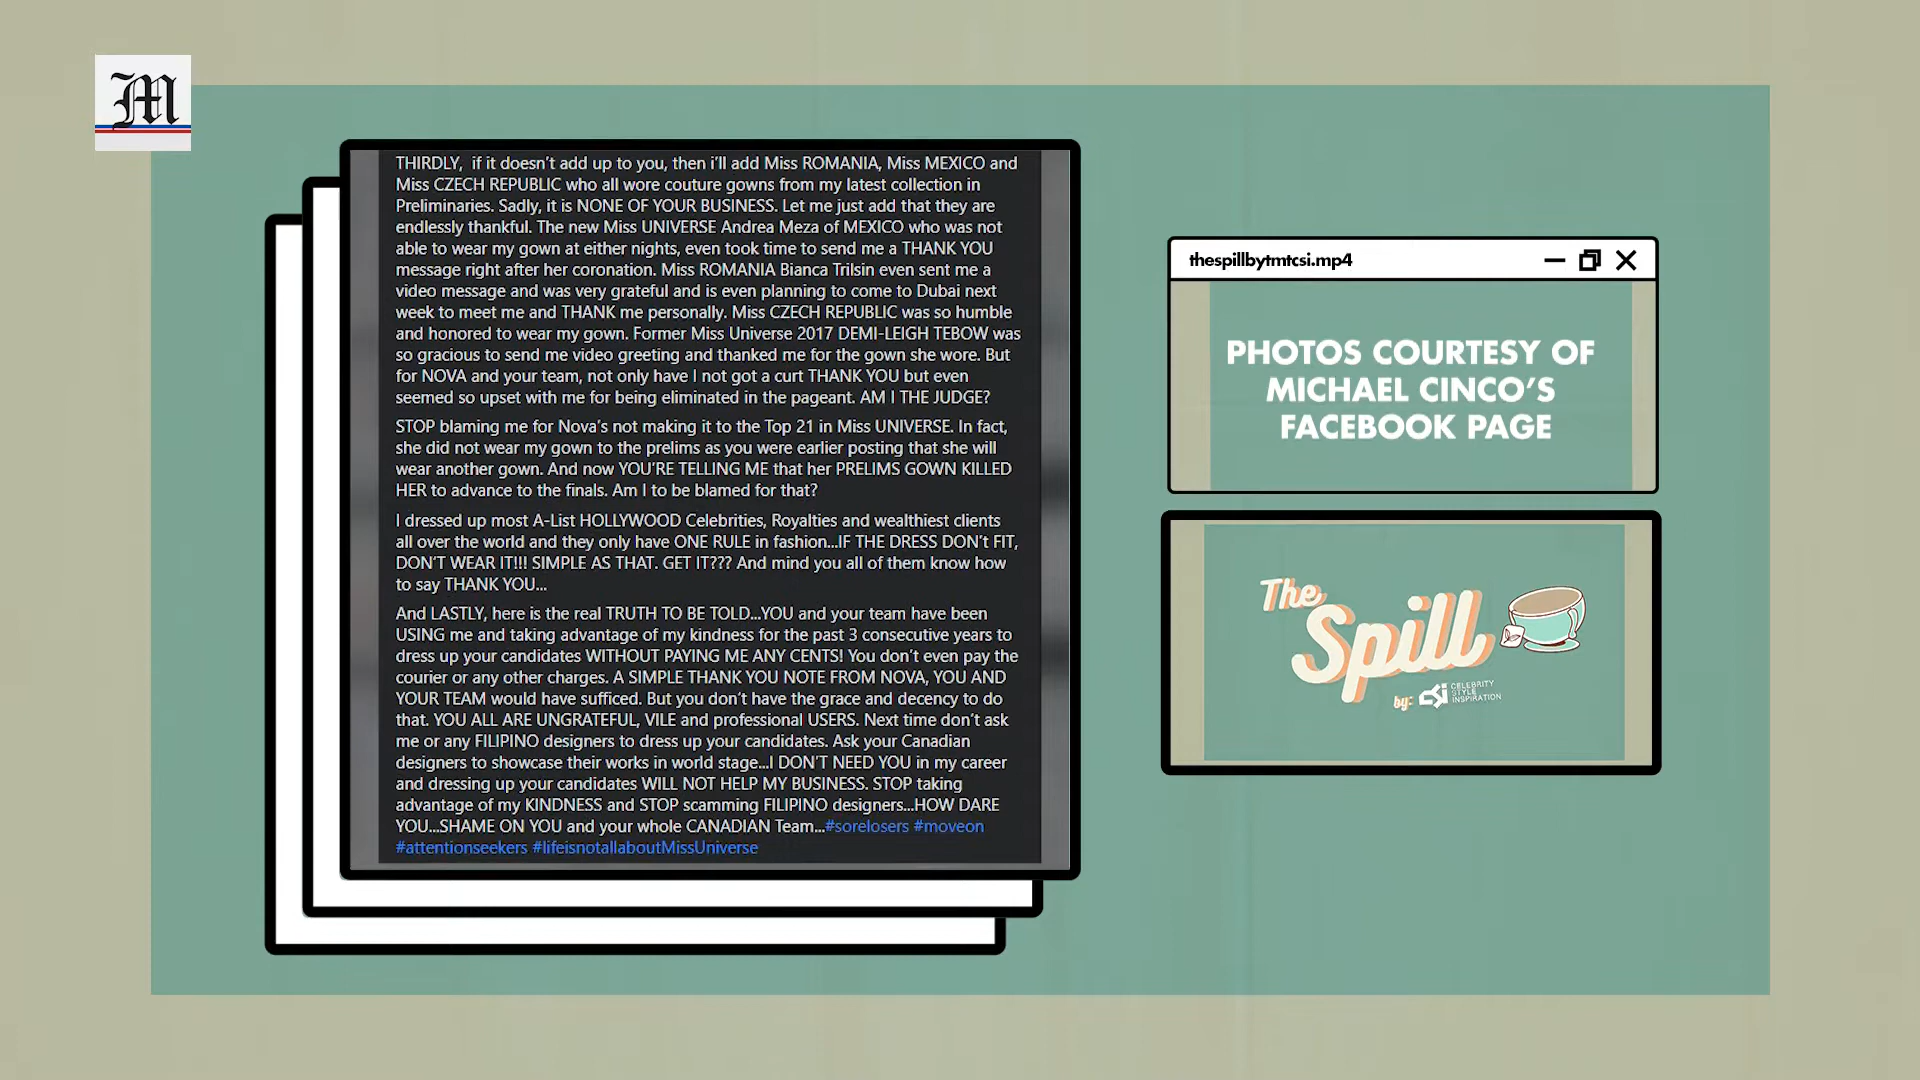 M
THIRDLY, if it doesn't add up to you, then i'll add Miss ROMANIA, Miss MEXICO and
Miss CZECH REPUBLIC who all wore couture gowns from my latest collection in
Preliminaries. Sadly, it is NONE OF YOUR BUSINESS. Let me just add that they are
endlessly thankful. The new Miss UNIVERSE Andrea Meza of MEXICO who was not
able to wear my gown at either nights, even took time to send me a THANK YOU
message right after her coronation. Miss ROMANIA Bianca Trilsin even sent me a
video message and was very grateful and is even planning to come to Dubai next
week to meet me and THANK me personally. Miss CZECH REPUBLIC was so humble
and honored to wear my gown. Former Miss Universe 2017 DEMI-LEIGH TEBOW was
so gracious to send me video greeting and thanked me for the gown she wore. But
for NOVA and your team, not only have I not got a curt THANK YOU but even
seemed so upset with me for being eliminated in the pageant. AM I THE JUDGE?
STOP blaming me for Nova's not making it to the Top 21 in Miss UNIVERSE. In fact,
she did not wear my gown to the prelims as you were earlier posting that she will
wear another gown. And now YOU'RE TELLING ME that her PRELIMS GOWN KILLED
HER to advance to the finals. Am I to be blamed for that?
I dressed up most A-List HOLLYWOOD Celebrities, Royalties and wealthiest clients
all over the world and they only have ONE RULE in fashion...IF THE DRESS DON't FIT,
DON'T WEAR IT!!! SIMPLE AS THAT. GET IT??? And mind you all of them know how
to say THANK YOU...
And LASTLY, here is the real TRUTH TO BE TOLD...YOU and your team have been
USING me and taking advantage of my kindness for the past 3 consecutive years to
dress up your candidates WITHOUT PAYING ME ANY CENTS! You don't even pay the
courier or any other charges. A SIMPLE THANK YOU NOTE FROM NOVA, YOU AND
YOUR TEAM would have sufficed. But you don't have the grace and decency to do
that. YOU ALL ARE UNGRATEFUL, VILE and professional USERS. Next time don't ask
me or any FILIPINO designers to dress up your candidates. Ask your Canadian
designers to showcase their works in world stage...I DON'T NEED YOU in my career
and dressing up your candidates WILL NOT HELP MY BUSINESS. STOP taking
advantage of my KINDNESS and STOP scamming FILIPINO designers...HOW DARE
YOU...SHAME ON YOU and your whole CANADIAN Team...#sorelosers #moveon
#attentionseekers #lifeisnotallaboutMissUniverse
thespillbytmtcsi.mp4
PHOTOS COURTESY OF
MICHAEL CINCO'S
FACEBOOK PAGE
The
Spill
by: CSI CELEBRITY
STYLE
INSPIRATION